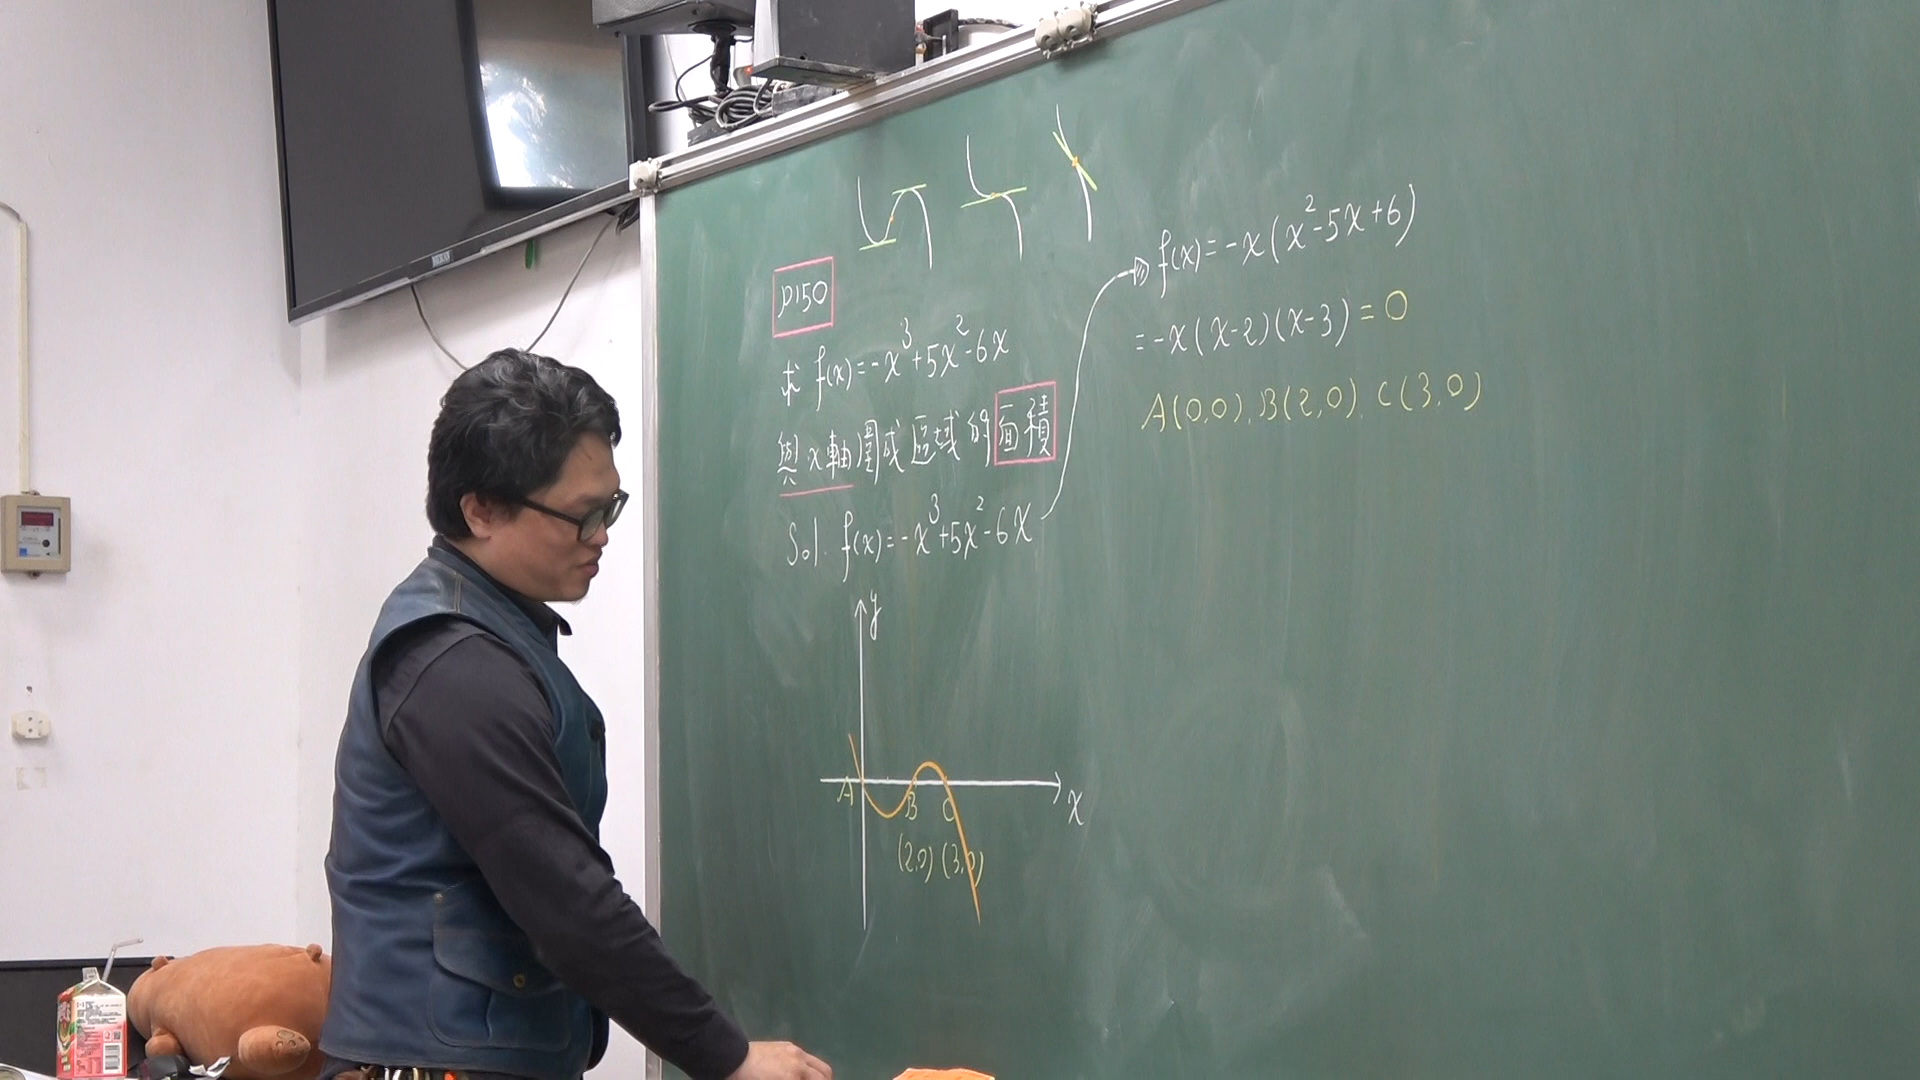 P150
求 f(x)=-x³+5x²-6x
與x軸圍成區域的面積
Sol. f(x)=-x³+5x²-6x
y
A
B
C
x
(2,0) (3,0)
f(x)=-x(x²-5x+6)
=-x(x-2)(x-3)=0
A(0,0), B(2,0), C(3,0)